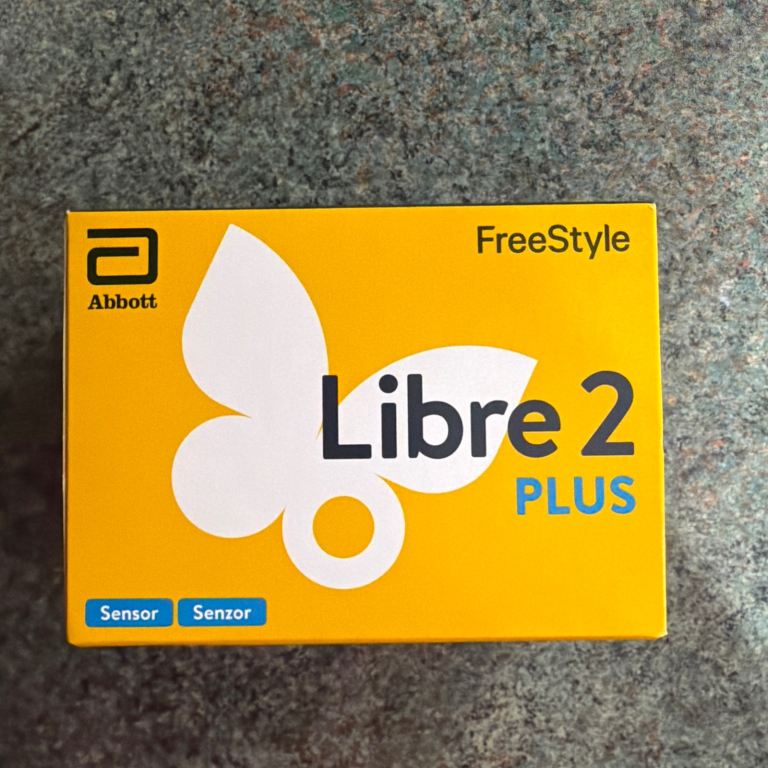 Abbott
FreeStyle
Libre 2
PLUS
Sensor
Senzor